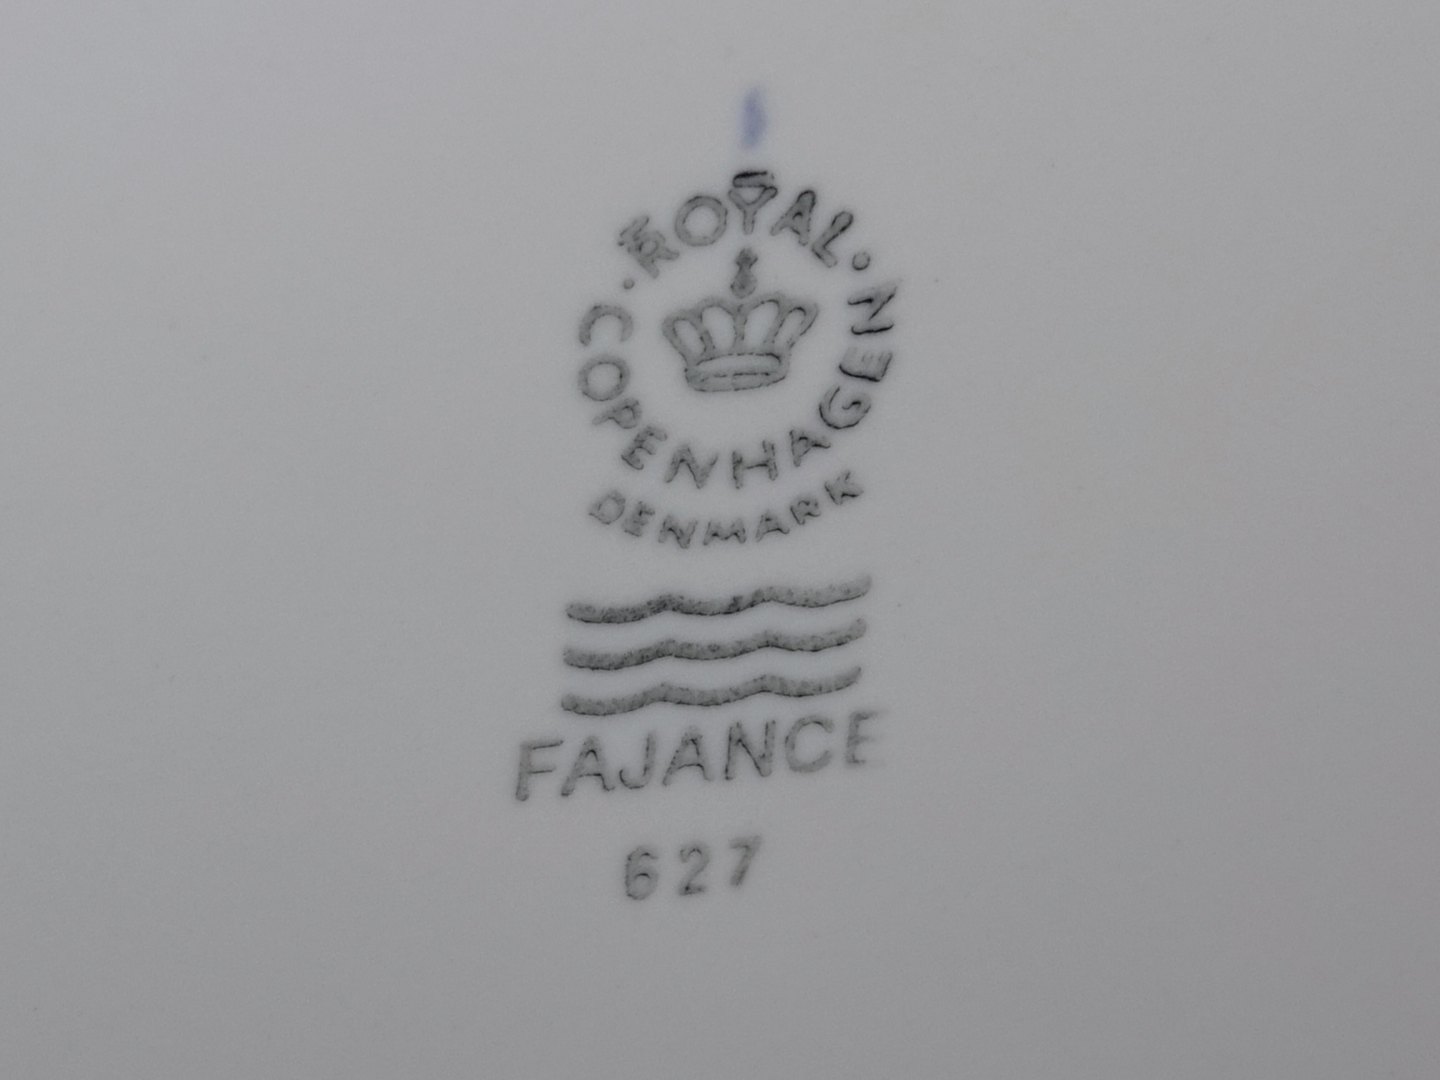 ROYAL
COPENHAGEN
DENMARK
FAJANCE
627